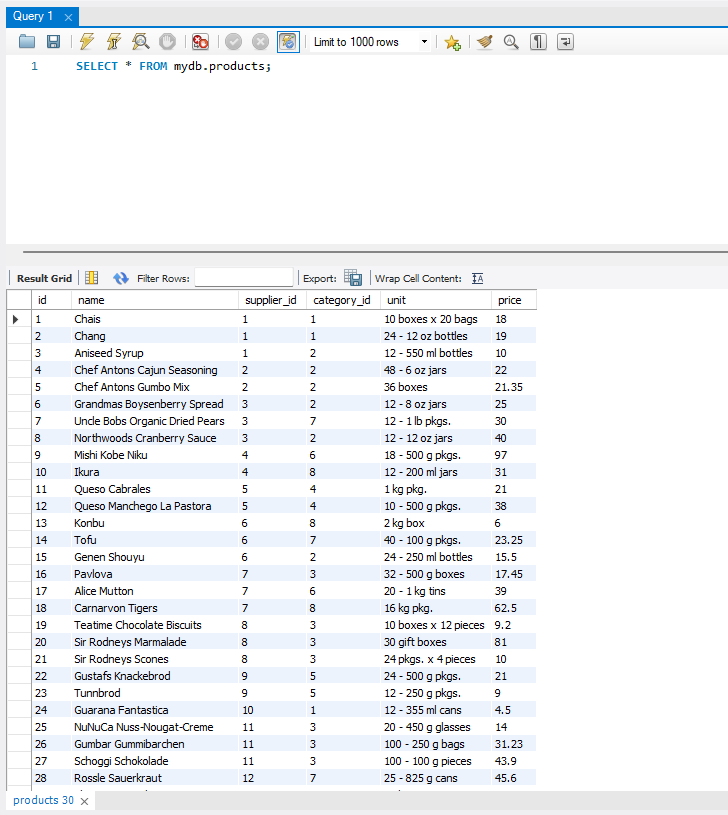 Query 1
Limit to 1000 rows
1 SELECT * FROM mydb.products;
Result Grid Filter Rows: Export: Wrap Cell Content:
id name supplier_id category_id unit price
1 Chais 1 1 10 boxes x 20 bags 18
2 Chang 1 1 24 - 12 oz bottles 19
3 Aniseed Syrup 1 2 12 - 550 ml bottles 10
4 Chef Antons Cajun Seasoning 2 2 48 - 6 oz jars 22
5 Chef Antons Gumbo Mix 2 2 36 boxes 21.35
6 Grandmas Boysenberry Spread 3 2 12 - 8 oz jars 25
7 Uncle Bobs Organic Dried Pears 3 7 12 - 1 lb pkgs. 30
8 Northwoods Cranberry Sauce 3 2 12 - 12 oz jars 40
9 Mishi Kobe Niku 4 6 18 - 500 g pkgs. 97
10 Ikura 4 8 12 - 200 ml jars 31
11 Queso Cabrales 5 4 1 kg pkg. 21
12 Queso Manchego La Pastora 5 4 10 - 500 g pkgs. 38
13 Konbu 6 8 2 kg box 6
14 Tofu 6 7 40 - 100 g pkgs. 23.25
15 Genen Shouyu 6 2 24 - 250 ml bottles 15.5
16 Pavlova 7 3 32 - 500 g boxes 17.45
17 Alice Mutton 7 6 20 - 1 kg tins 39
18 Carnarvon Tigers 7 8 16 kg pkg. 62.5
19 Teatime Chocolate Biscuits 8 3 10 boxes x 12 pieces 9.2
20 Sir Rodneys Marmalade 8 3 30 gift boxes 81
21 Sir Rodneys Scones 8 3 24 pkgs. x 4 pieces 10
22 Gustafs Knackebrod 9 5 24 - 500 g pkgs. 21
23 Tunnbrod 9 5 12 - 250 g pkgs. 9
24 Guarana Fantastica 10 1 12 - 355 ml cans 4.5
25 NuNuCa Nuss-Nougat-Creme 11 3 20 - 450 g glasses 14
26 Gumbar Gummibarchen 11 3 100 - 250 g bags 31.23
27 Schoggi Schokolade 11 3 100 - 100 g pieces 43.9
28 Rossle Sauerkraut 12 7 25 - 825 g cans 45.6
products 30